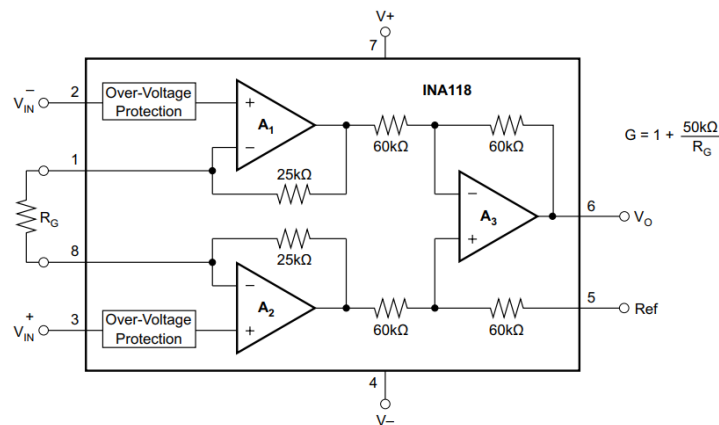 V+
7
INA118
2
V−IN
Over-Voltage
Protection
+
A1
−
60kΩ
60kΩ
G = 1 + 50kΩ
RG
1
25kΩ
RG
−
A3
+
6
VO
8
25kΩ
−
A2
+
5
Ref
3
V+IN
Over-Voltage
Protection
60kΩ
60kΩ
4
V−